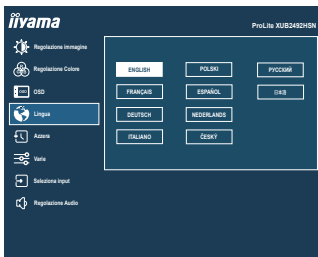 iiyama
ProLite XUB2492HSN
Regolazione immagine
Regolazione Colore
OSD
OSD
Lingua
Azzera
Varie
Seleziona input
Regolazione Audio
ENGLISH
POLSKI
РУССКИЙ
FRANÇAIS
ESPAÑOL
日本語
DEUTSCH
NEDERLANDS
ITALIANO
ČESKÝ